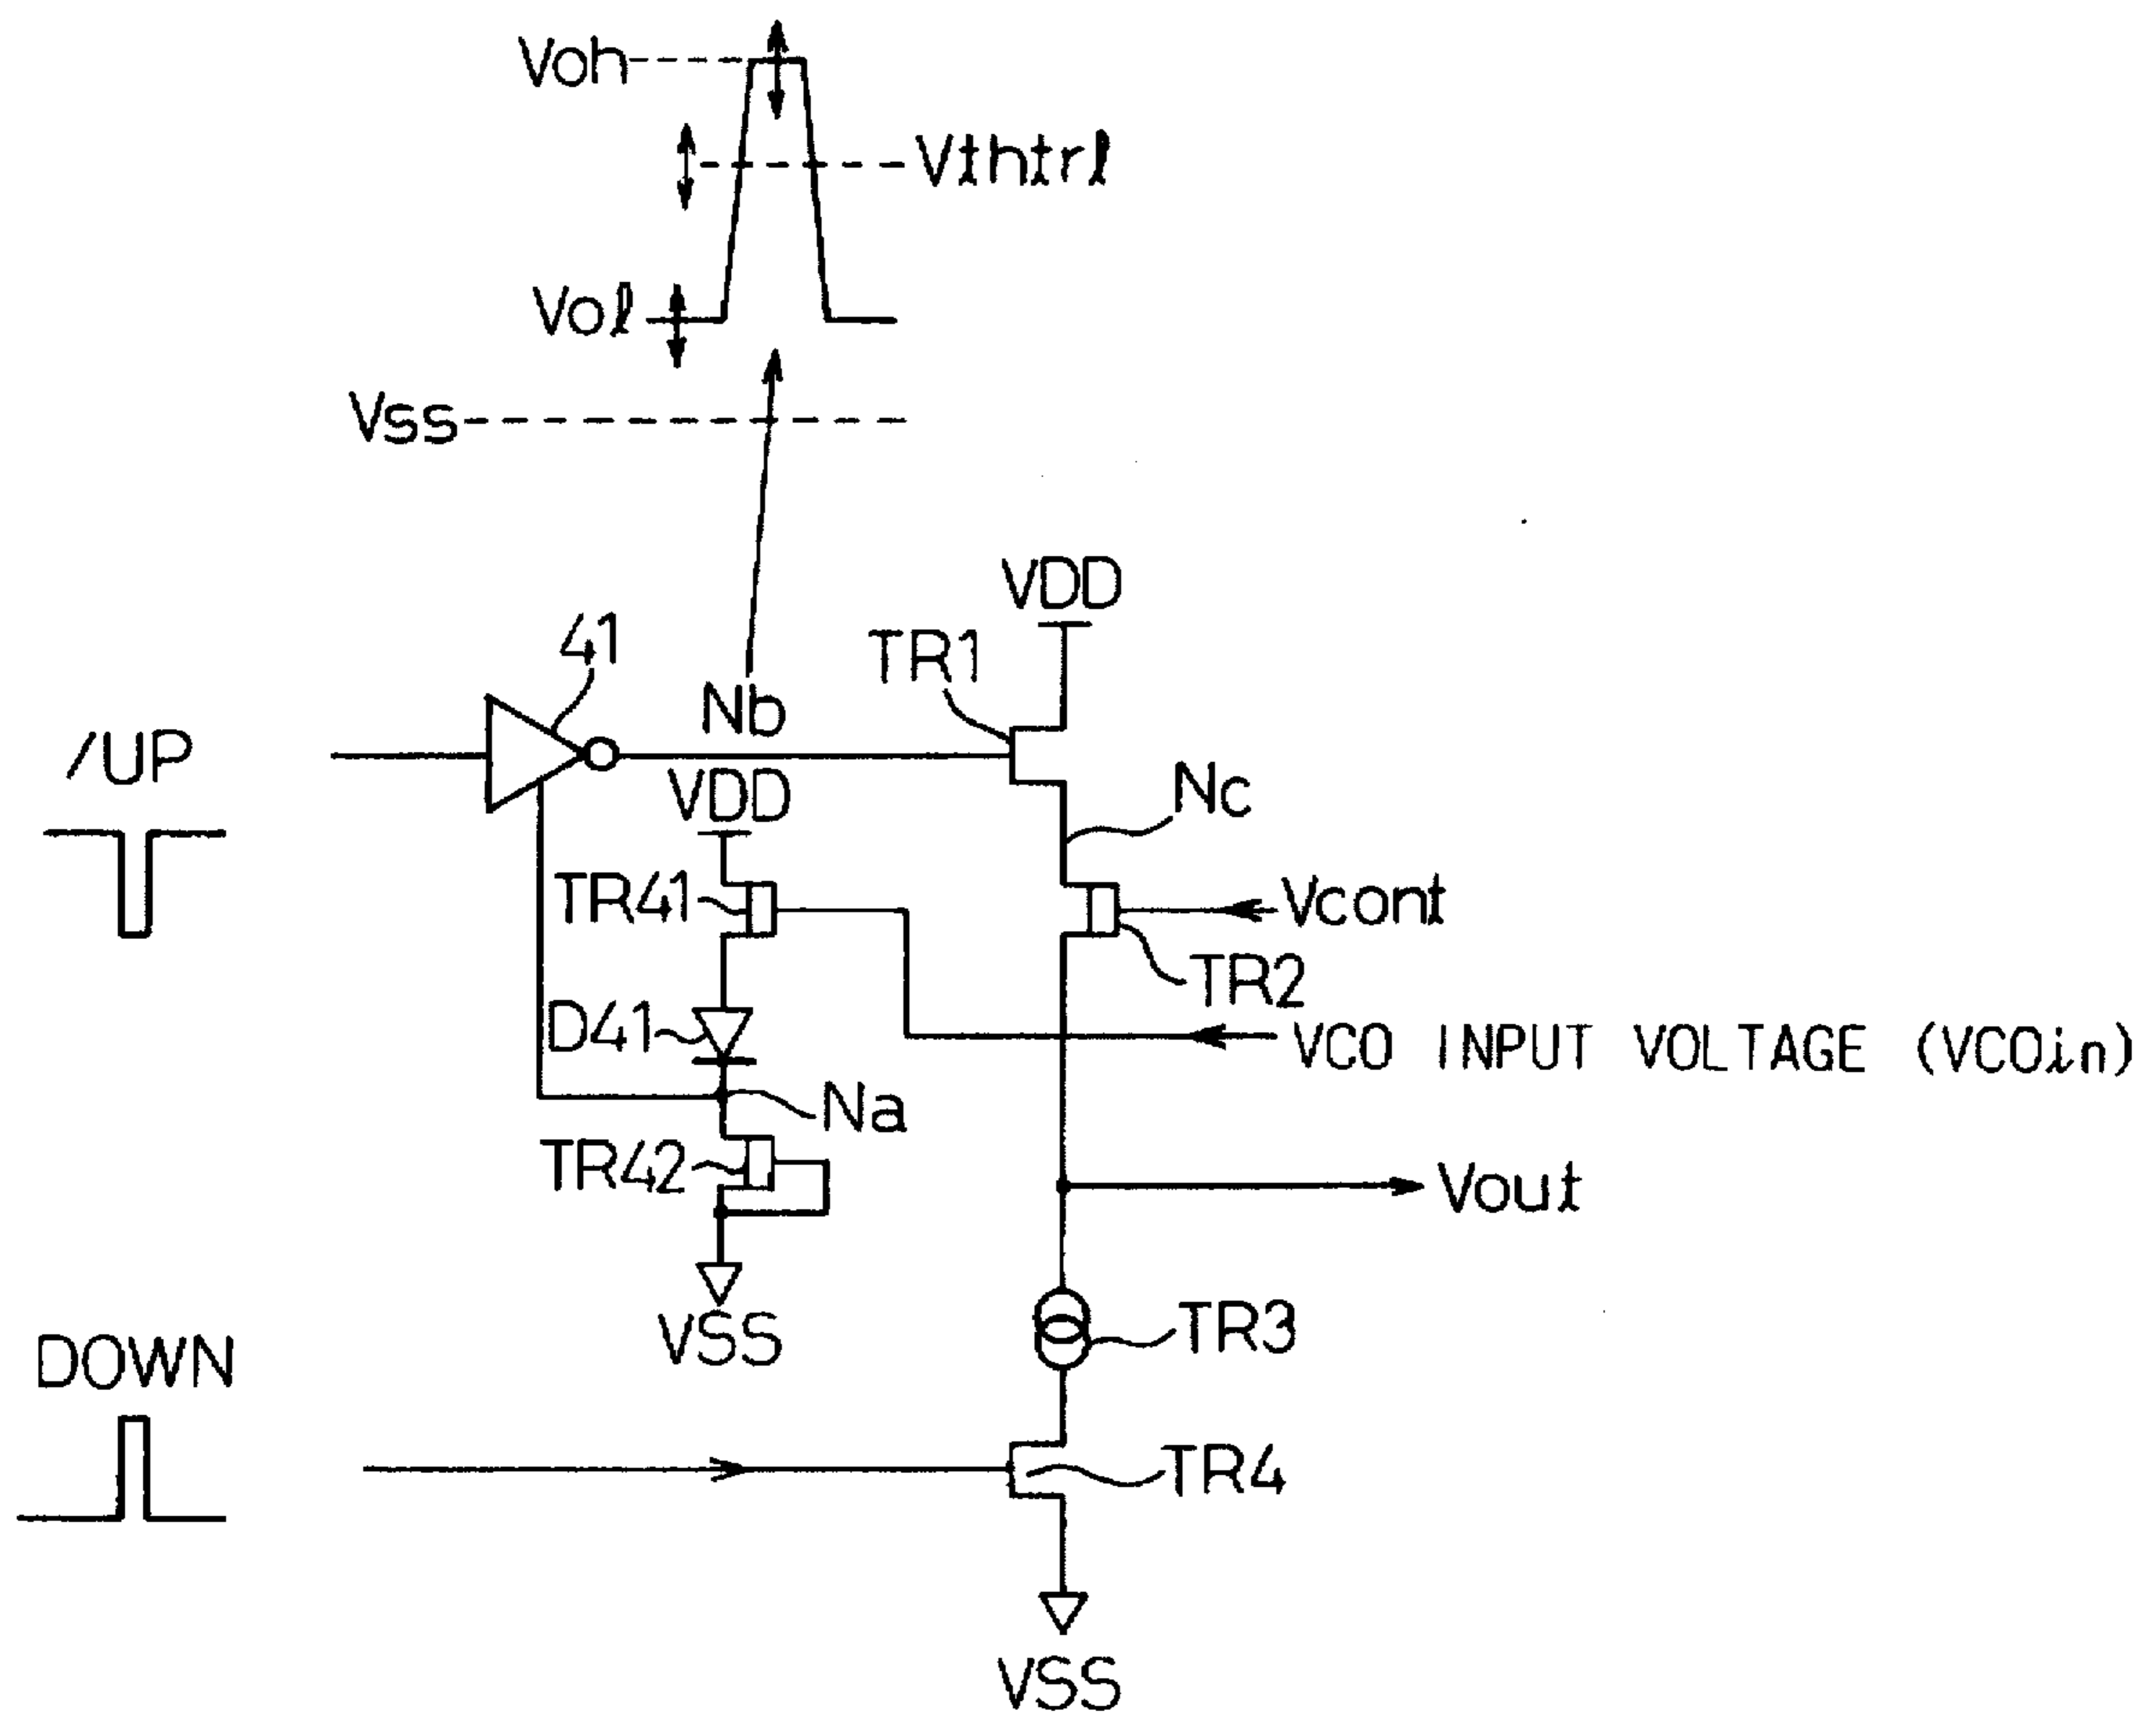 Voh
Vthtrl
Vol
Vss
VDD
41
TR1
Nb
/UP
VDD
Nc
TR41
Vcont
TR2
D41
VCO INPUT VOLTAGE (VCOin)
Na
TR42
Vout
VSS
TR3
DOWN
TR4
VSS